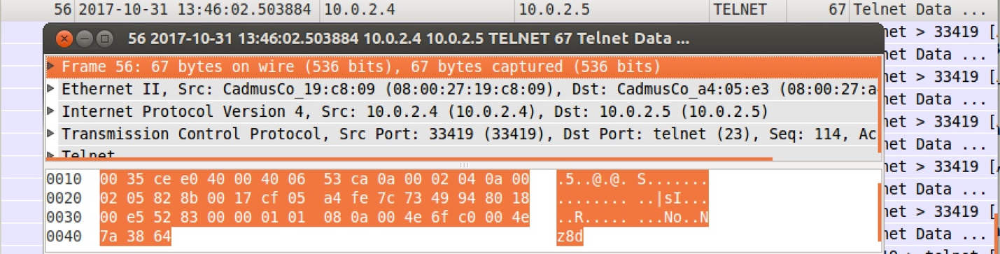 56 2017-10-31 13:46:02.503884 10.0.2.4 10.0.2.5 TELNET 67 Telnet Data ...
56 2017-10-31 13:46:02.503884 10.0.2.4 10.0.2.5 TELNET 67 Telnet Data ...
net > 33419 [
Frame 56: 67 bytes on wire (536 bits), 67 bytes captured (536 bits)
net Data ...
net > 33419 [
Ethernet II, Src: CadmusCo_19:c8:09 (08:00:27:19:c8:09), Dst: CadmusCo_a4:05:e3 (08:00:27:a
net Data ...
Internet Protocol Version 4, Src: 10.0.2.4 (10.0.2.4), Dst: 10.0.2.5 (10.0.2.5)
net > 33419 [
Transmission Control Protocol, Src Port: 33419 (33419), Dst Port: telnet (23), Seq: 114, Ac
net Data ...
Telnet
net > 33419 [
0010 00 35 ce e0 40 00 40 06 53 ca 0a 00 02 04 0a 00 .5..@.@. S.......
net Data ...
0020 02 05 82 8b 00 17 cf 05 a4 fe 7c 73 49 94 80 18 ........ ..|sI...
net > 33419 [
0030 00 e5 52 83 00 00 01 01 08 0a 00 4e 6f c0 00 4e ..R..... ...No..N
net Data ...
0040 7a 38 64 z8d